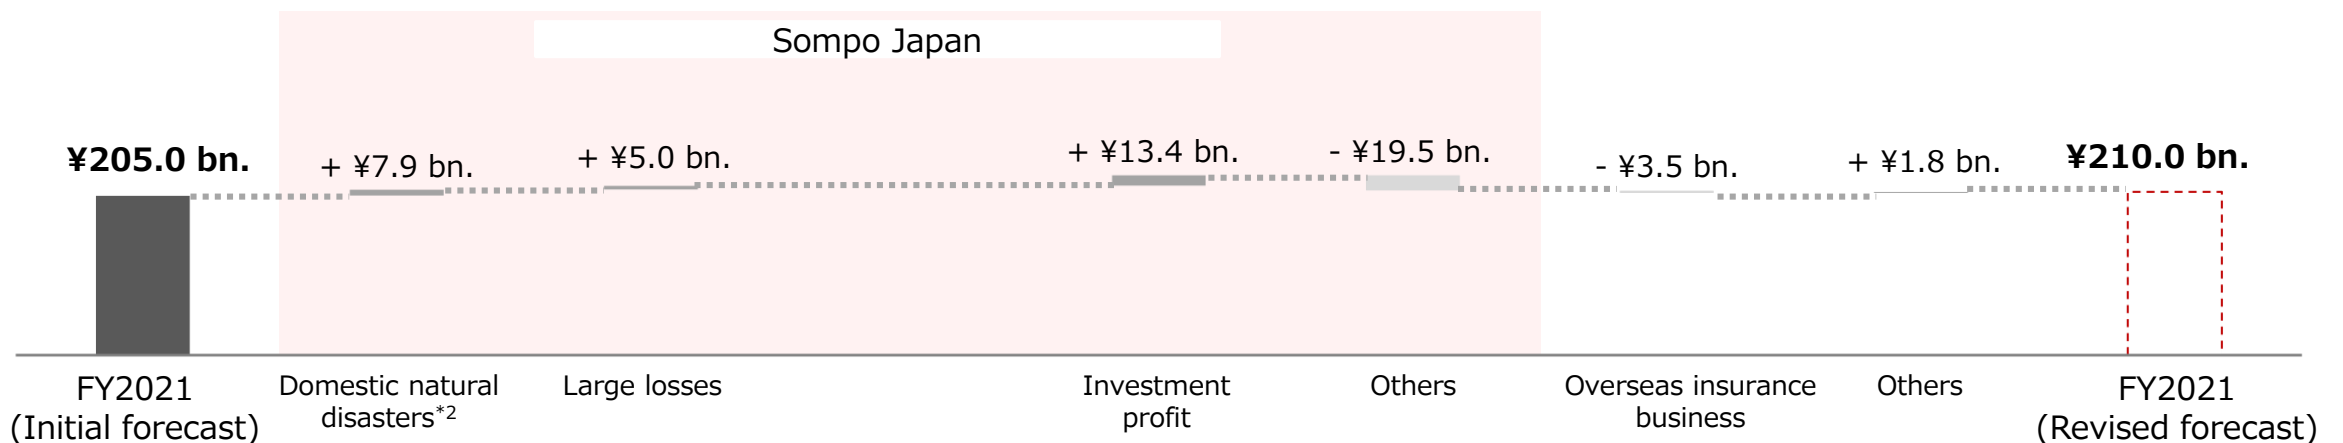 Sompo Japan
¥205.0 bn.
+ ¥7.9 bn.
+ ¥5.0 bn.
+ ¥13.4 bn.
- ¥19.5 bn.
- ¥3.5 bn.
+ ¥1.8 bn.
¥210.0 bn.
FY2021
(Initial forecast)
Domestic natural
disasters*2
Large losses
Investment
profit
Others
Overseas insurance
business
Others
FY2021
(Revised forecast)